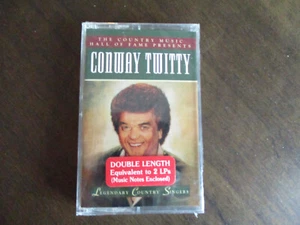 THE COUNTRY MUSIC
HALL OF FAME PRESENTS
CONWAY TWITTY
DOUBLE LENGTH
Equivalent to 2 LPs
(Music Notes Enclosed)
LEGENDARY COUNTRY SINGERS